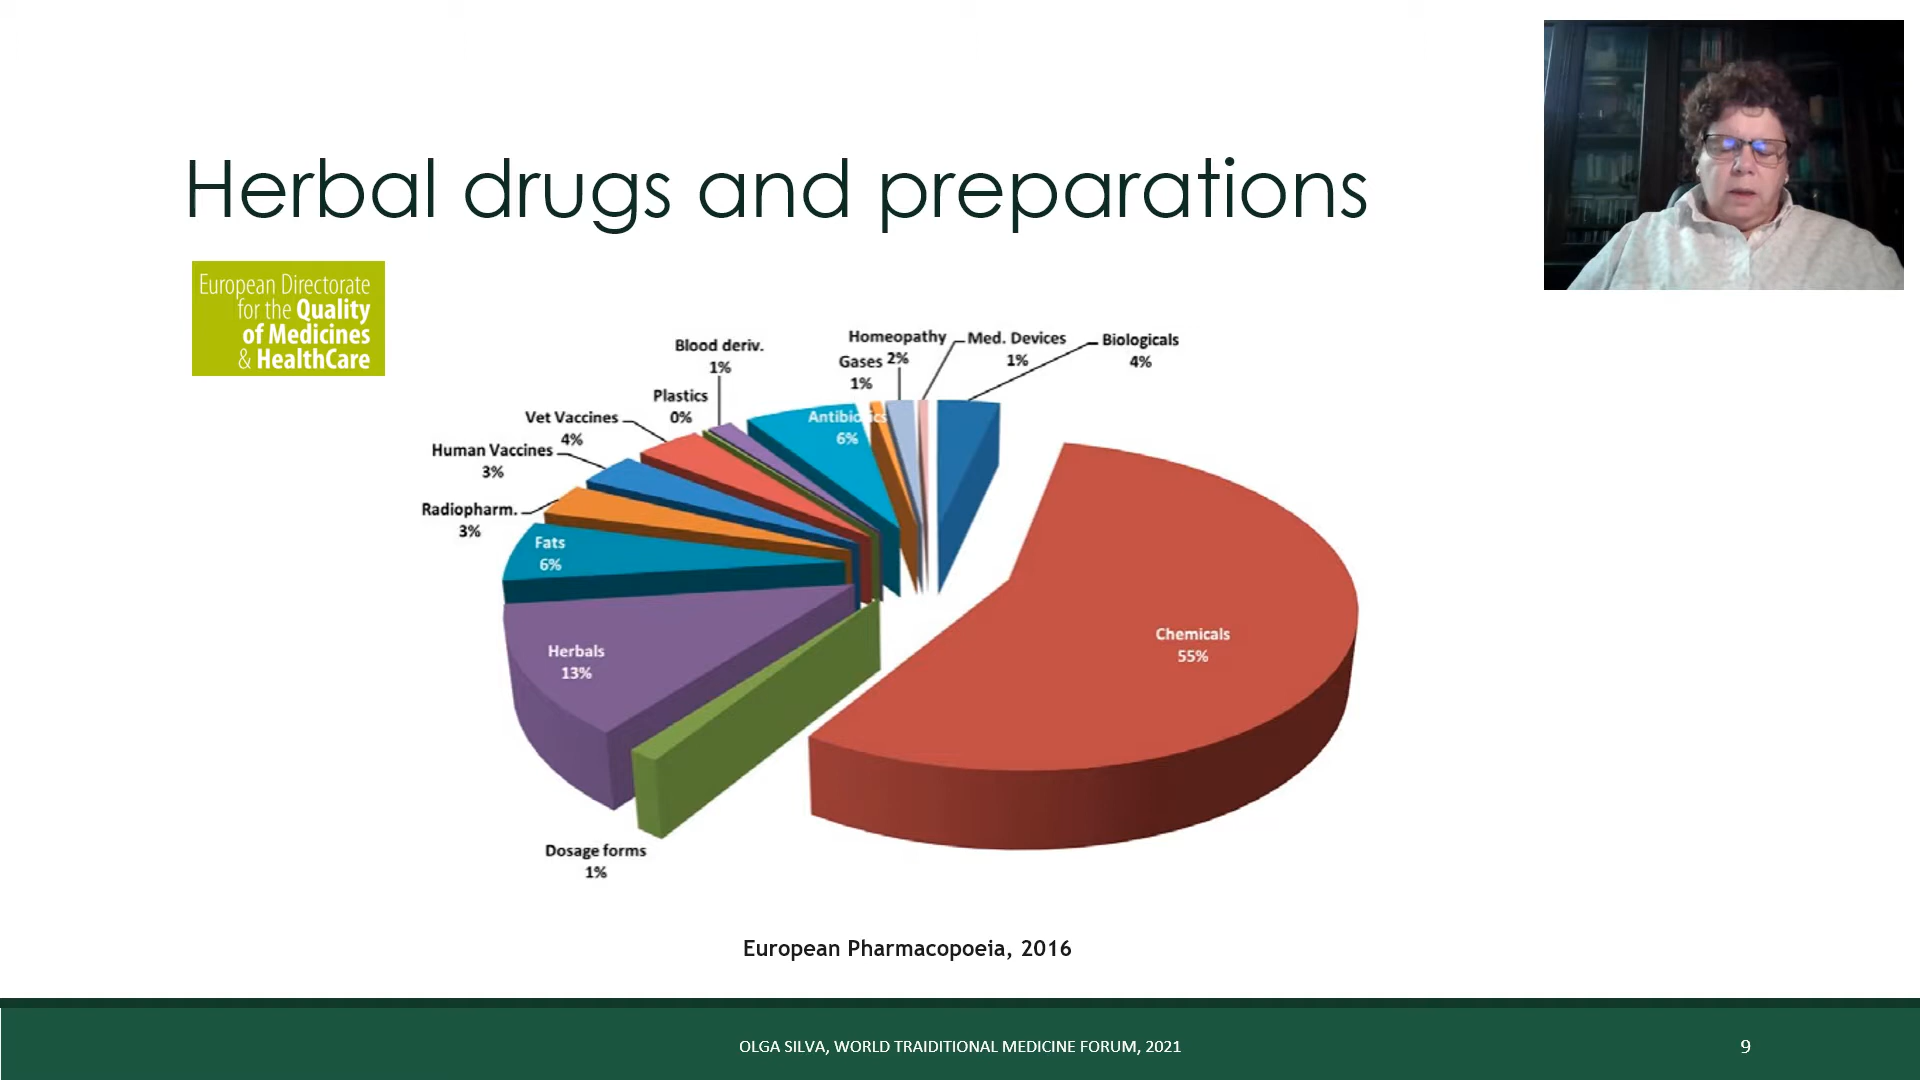 Herbal drugs and preparations
European Directorate
for the Quality
of Medicines
& HealthCare
Blood deriv.
1%
Homeopathy
2%
Med. Devices
1%
Biologicals
4%
Gases
1%
Plastics
0%
Vet Vaccines
4%
Antibiotics
6%
Human Vaccines
3%
Radiopharm.
3%
Fats
6%
Chemicals
55%
Herbals
13%
Dosage forms
1%
European Pharmacopoeia, 2016
OLGA SILVA, WORLD TRAIDITIONAL MEDICINE FORUM, 2021
9